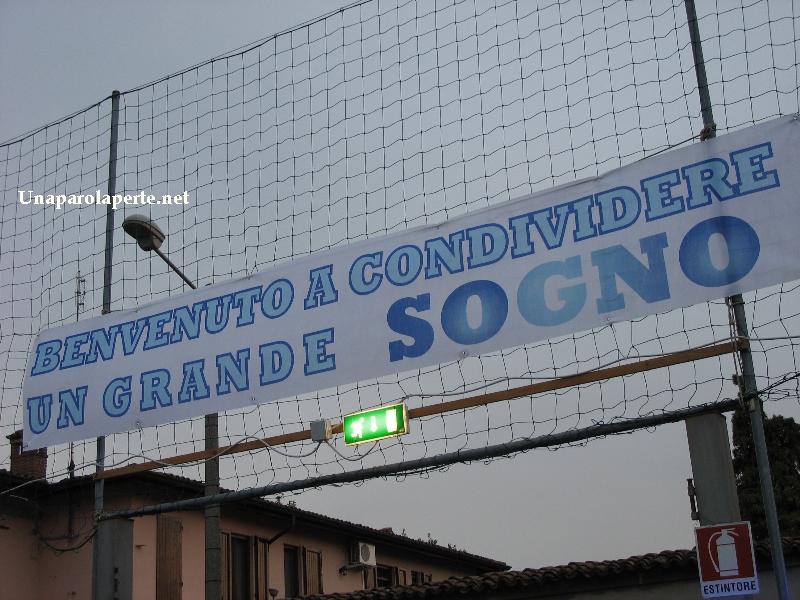 Unaparolaperte.net
BENVENUTO A CONDIVIDERE
UN GRANDE SOGNO
ESTINTORE